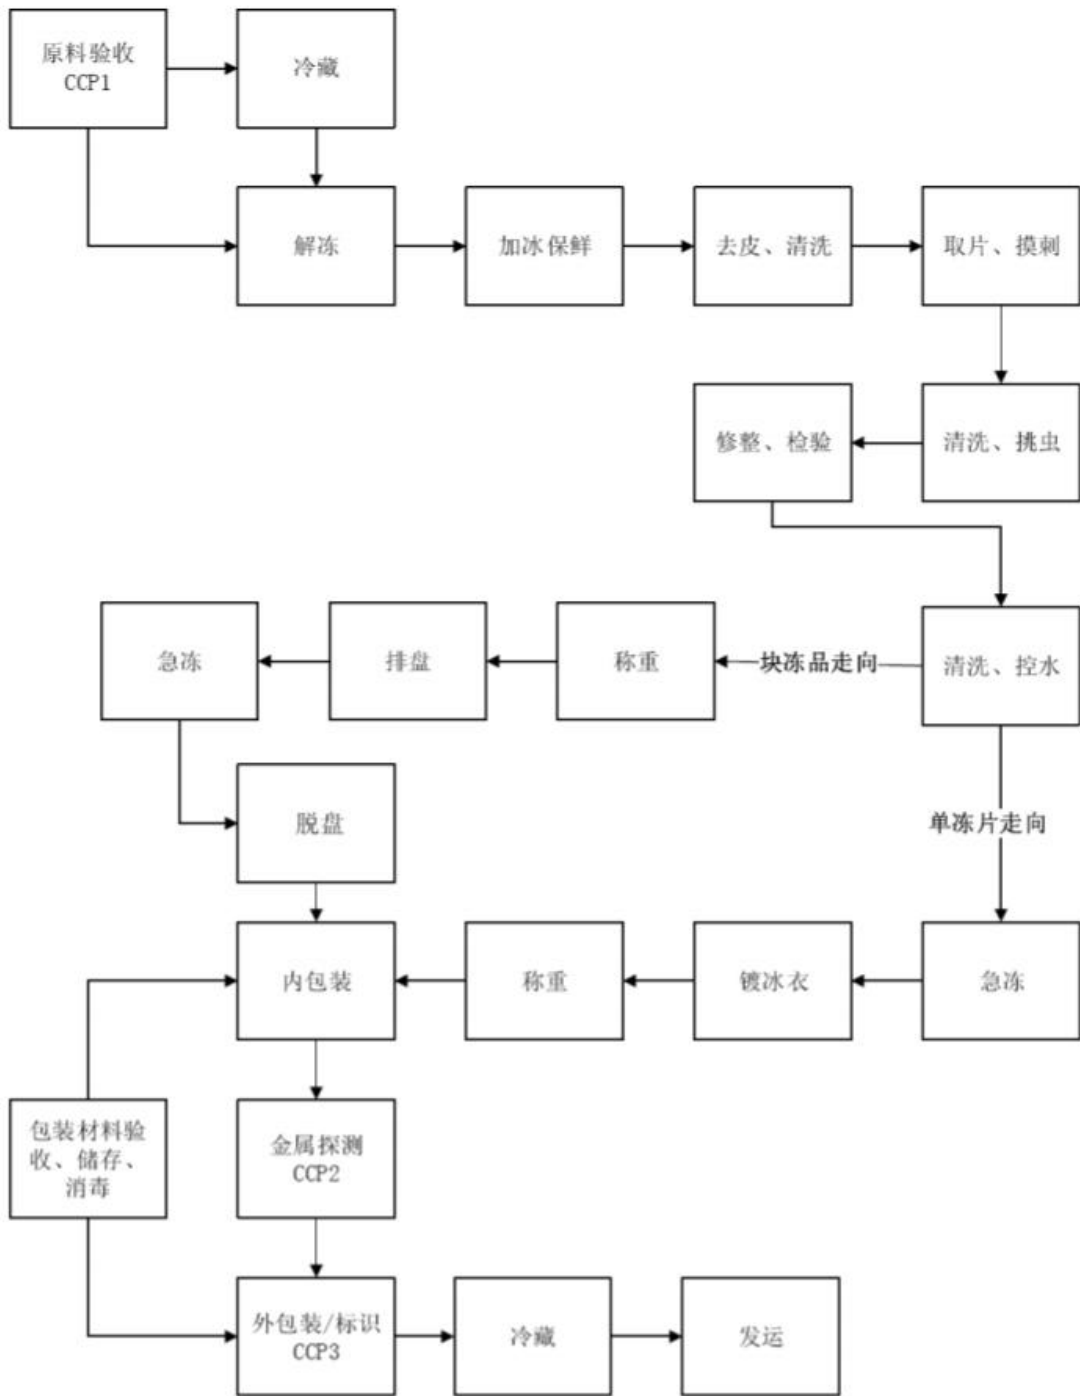 原料验收
CCP1
冷藏
解冻
加冰保鲜
去皮、清洗
取片、摸刺
修整、检验
清洗、挑虫
急冻
排盘
称重
块冻品走向
清洗、控水
脱盘
单冻片走向
内包装
称重
镀冰衣
急冻
包装材料验
收、储存、
消毒
金属探测
CCP2
外包装/标识
CCP3
冷藏
发运